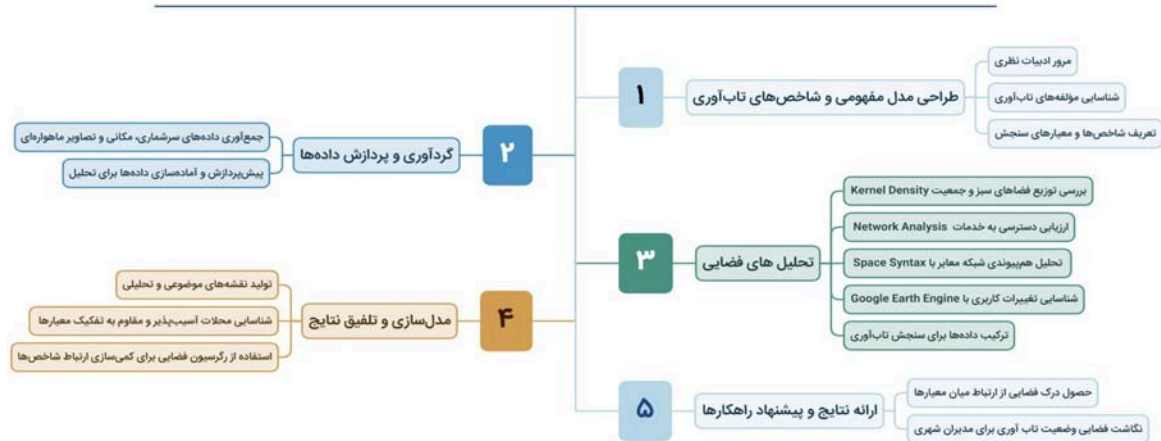 ۱
طراحی مدل مفهومی و شاخص‌های تاب‌آوری
مرور ادبیات نظری
شناسایی مؤلفه‌های تاب‌آوری
تعریف شاخص‌ها و معیارهای سنجش
۲
گردآوری و پردازش داده‌ها
جمع‌آوری داده‌های سرشماری، مکانی و تصاویر ماهواره‌ای
پیش‌پردازش و آماده‌سازی داده‌ها برای تحلیل
۳
تحلیل های فضایی
بررسی توزیع فضاهای سبز و جمعیت Kernel Density
ارزیابی دسترسی به خدمات Network Analysis
تحلیل هم‌پیوندی شبکه معابر با Space Syntax
شناسایی تغییرات کاربری با Google Earth Engine
ترکیب داده‌ها برای سنجش تاب‌آوری
۴
مدل‌سازی و تلفیق نتایج
تولید نقشه‌های موضوعی و تحلیلی
شناسایی محلات آسیب‌پذیر و مقاوم به تفکیک معیارها
استفاده از رگرسیون فضایی برای کمی‌سازی ارتباط شاخص‌ها
۵
ارائه نتایج و پیشنهاد راهکارها
حصول درک فضایی از ارتباط میان معیارها
نگاشت فضایی وضعیت تاب آوری برای مدیران شهری